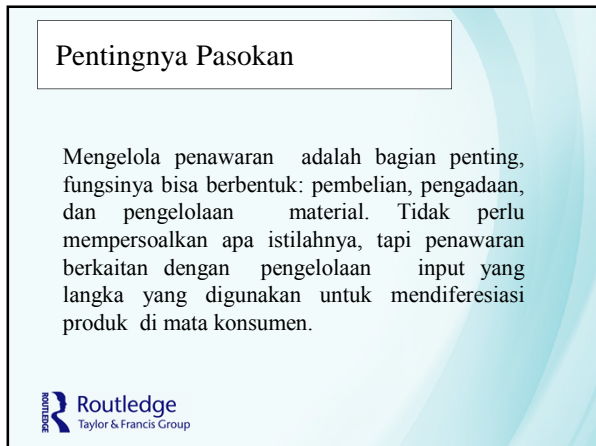 Pentingnya Pasokan
Mengelola penawaran adalah bagian penting,
fungsinya bisa berbentuk: pembelian, pengadaan,
dan pengelolaan material. Tidak perlu
mempersoalkan apa istilahnya, tapi penawaran
berkaitan dengan pengelolaan input yang
langka yang digunakan untuk mendiferesiasi
produk di mata konsumen.
ROUTLEDGE
Routledge
Taylor & Francis Group